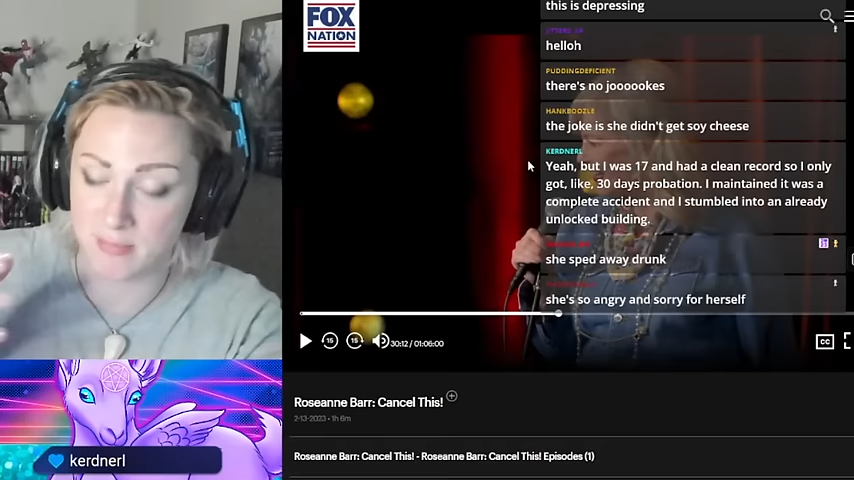 FOX
NATION
this is depressing
helloh
PUDDINGDEFICIENT
there's no joooookes
HANKBOOZLE
the joke is she didn't get soy cheese
KERDNERL
Yeah, but I was 17 and had a clean record so I only
got, like, 30 days probation. I maintained it was a
complete accident and I stumbled into an already
unlocked building.
she sped away drunk
she's so angry and sorry for herself
15
15
30:12 / 01:06:00
CC
Roseanne Barr: Cancel This!
2-13-2023 • 1h 6m
Roseanne Barr: Cancel This! - Roseanne Barr: Cancel This! Episodes (1)
kerdnerl